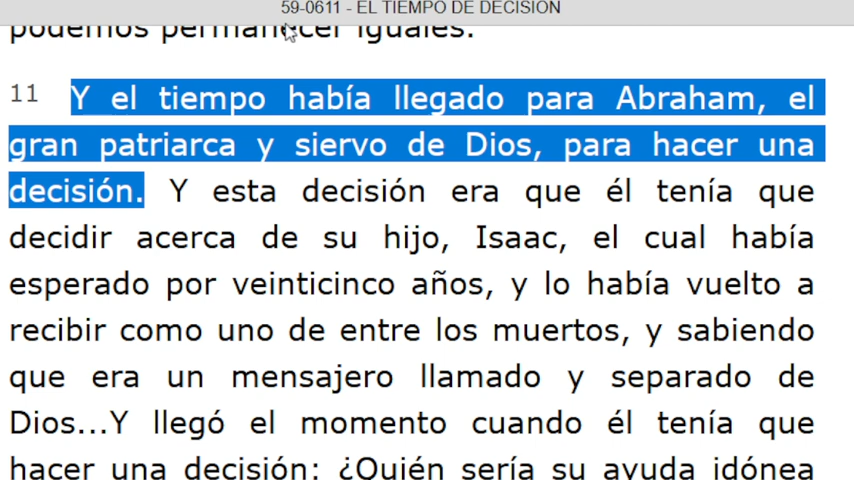 59-0611 - EL TIEMPO DE DECISIÓN
podemos permanecer iguales.
11 Y el tiempo había llegado para Abraham, el
gran patriarca y siervo de Dios, para hacer una
decisión. Y esta decisión era que él tenía que
decidir acerca de su hijo, Isaac, el cual había
esperado por veinticinco años, y lo había vuelto a
recibir como uno de entre los muertos, y sabiendo
que era un mensajero llamado y separado de
Dios...Y llegó el momento cuando él tenía que
hacer una decisión: ¿Quién sería su ayuda idónea